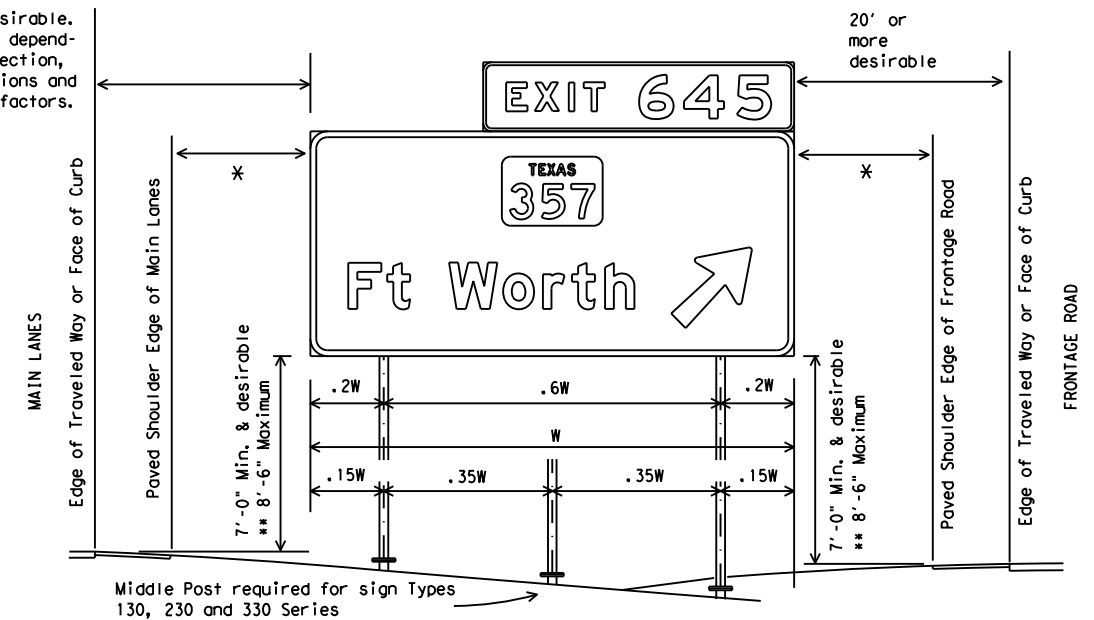 sirable.
depend-
ection,
ions and
factors.
20' or
more
desirable
EXIT 645
TEXAS
357
Ft Worth
*
*
MAIN LANES
Edge of Traveled Way or Face of Curb
Paved Shoulder Edge of Main Lanes
7'-0" Min. & desirable
** 8'-6" Maximum
.2W
.6W
.2W
W
.15W
.35W
.35W
.15W
7'-0" Min. & desirable
** 8'-6" Maximum
Paved Shoulder Edge of Frontage Road
Edge of Traveled Way or Face of Curb
FRONTAGE ROAD
Middle Post required for sign Types
130, 230 and 330 Series